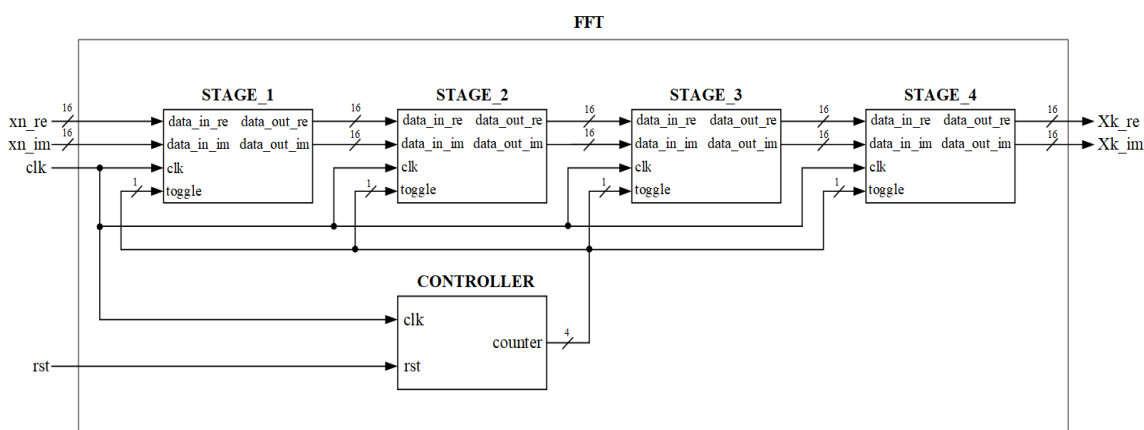 FFT
STAGE_1 STAGE_2 STAGE_3 STAGE_4
16 16 16 16 16
xn_re data_in_re data_out_re data_in_re data_out_re data_in_re data_out_re data_in_re data_out_re Xk_re
16 16 16 16 16
xn_im data_in_im data_out_im data_in_im data_out_im data_in_im data_out_im data_in_im data_out_im Xk_im
clk clk clk clk clk
1 toggle 1 toggle 1 toggle 1 toggle
CONTROLLER
clk
counter 4
rst rst